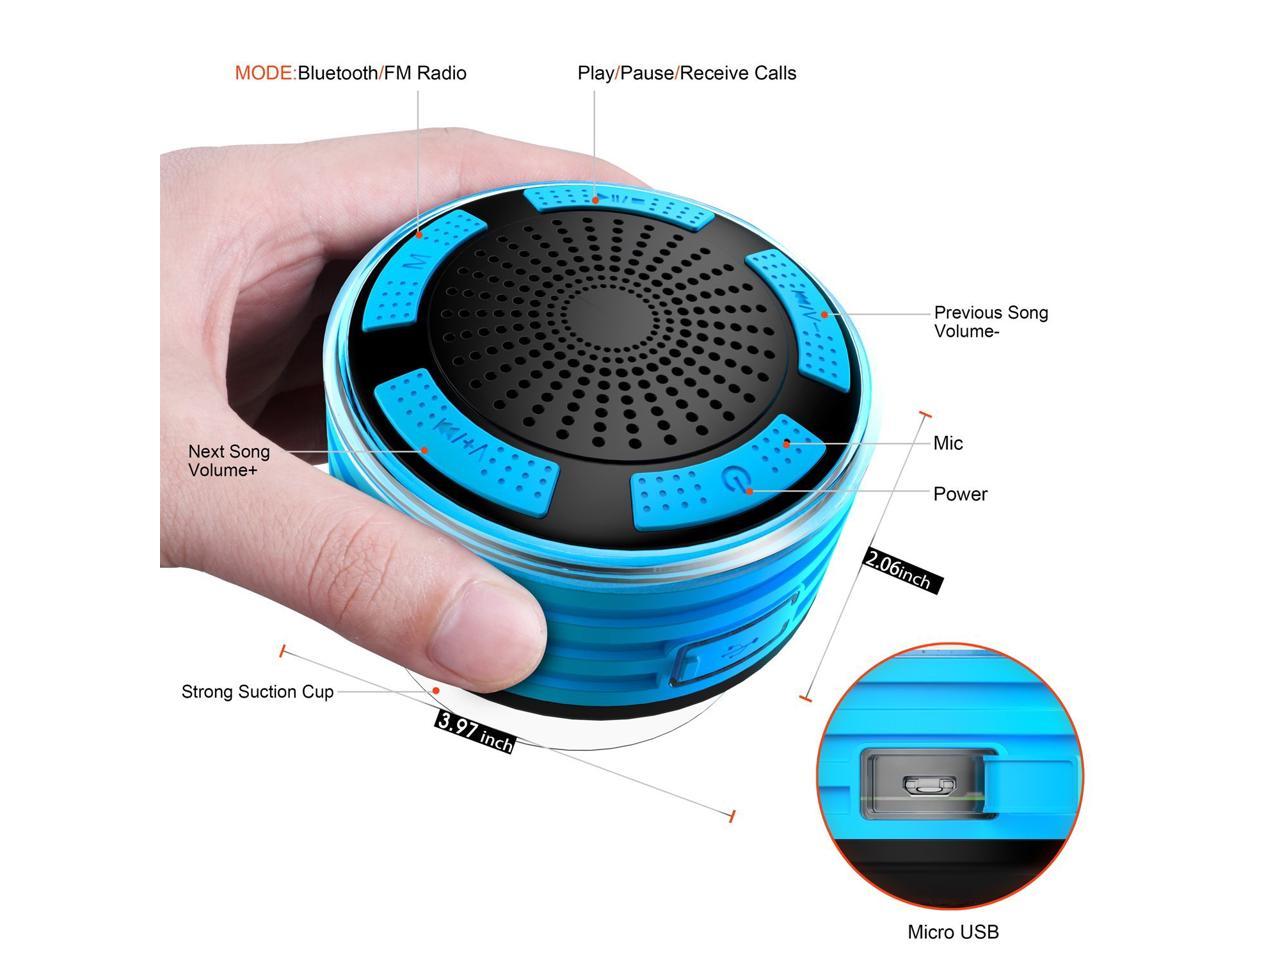 MODE:Bluetooth/FM Radio
Play/Pause/Receive Calls
M
V-
Previous Song
Volume-
Next Song
Volume+
V+
Mic
Power
2.06inch
Strong Suction Cup
3.97 inch
Micro USB